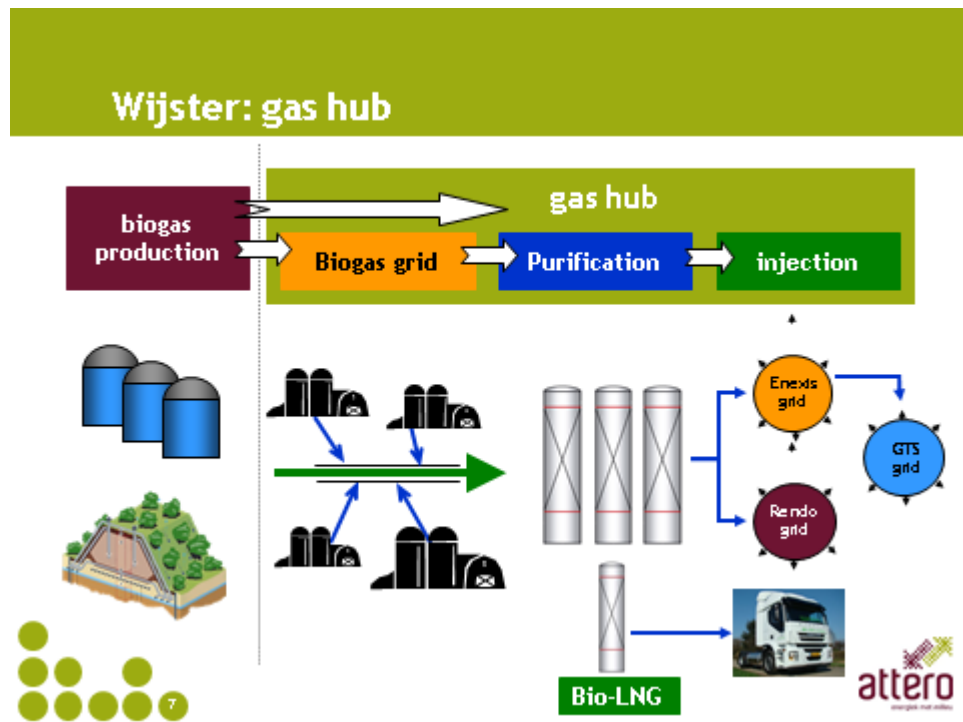 Wijster: gas hub
gas hub
biogas
production
Biogas grid
Purification
injection
Enexis
grid
GTS
grid
Rendo
grid
Bio-LNG
7
attero